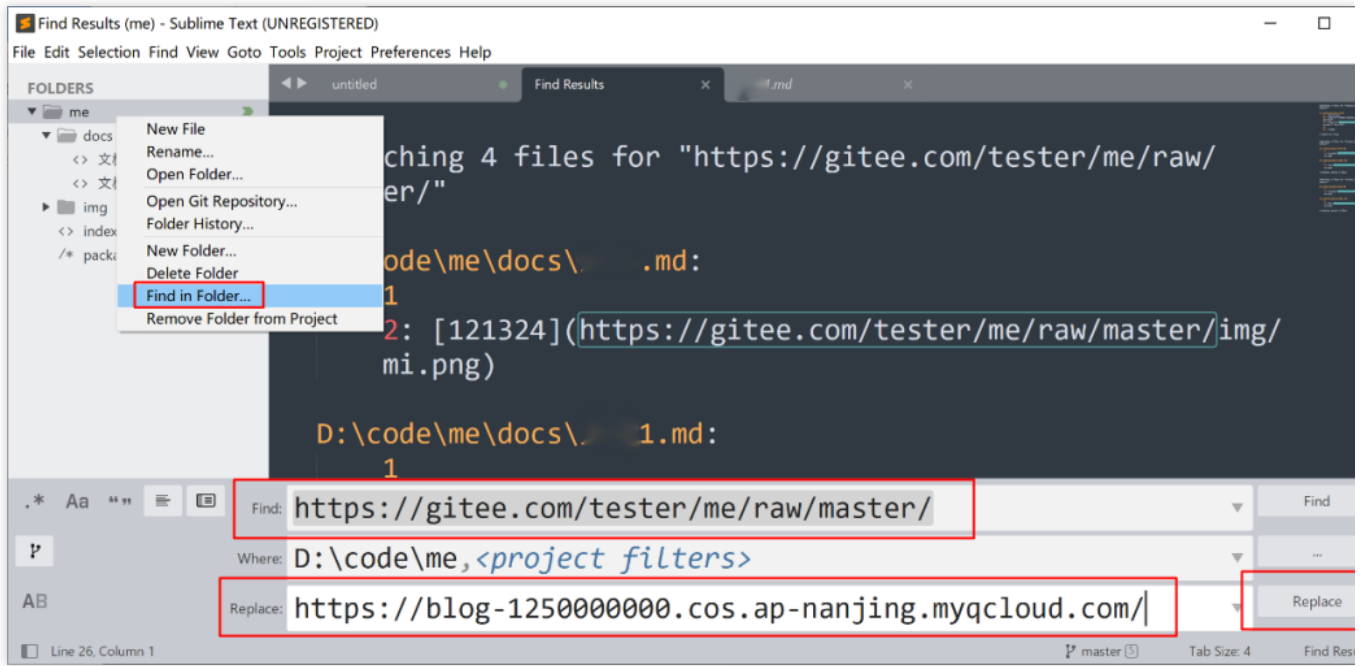 Find Results (me) - Sublime Text (UNREGISTERED)
File Edit Selection Find View Goto Tools Project Preferences Help
FOLDERS
untitled
Find Results
1.md
me
docs
文
文
img
index
packa
New File
Rename...
Open Folder...
Open Git Repository...
Folder History...
New Folder...
Delete Folder
Find in Folder...
Remove Folder from Project
ching 4 files for "https://gitee.com/tester/me/raw/
er/"
ode\me\docs\ .md:
1
2: [121324](https://gitee.com/tester/me/raw/master/img/
mi.png)
D:\code\me\docs\ 1.md:
1
.* Aa “” 
Find: https://gitee.com/tester/me/raw/master/
Find
Where: D:\code\me,<project filters>
...
AB
Replace: https://blog-1250000000.cos.ap-nanjing.myqcloud.com/
Replace
Line 26, Column 1
master 5
Tab Size: 4
Find Res